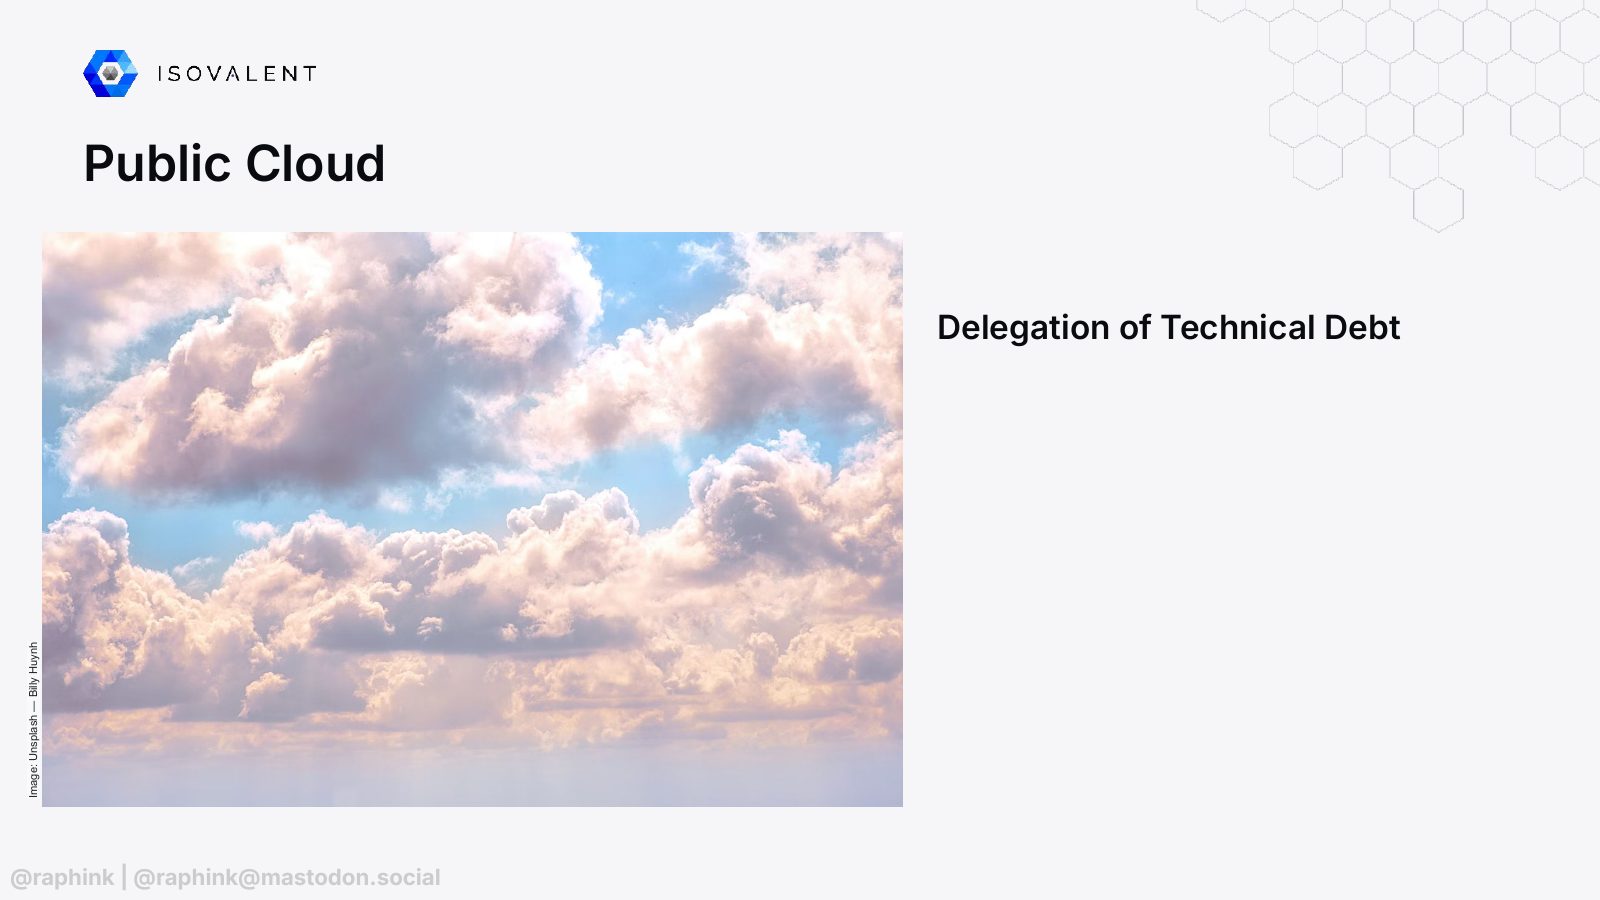 ISOVALENT
Public Cloud
Delegation of Technical Debt
Image: Unsplash — Billy Huynh
@raphink | @raphink@mastodon.social